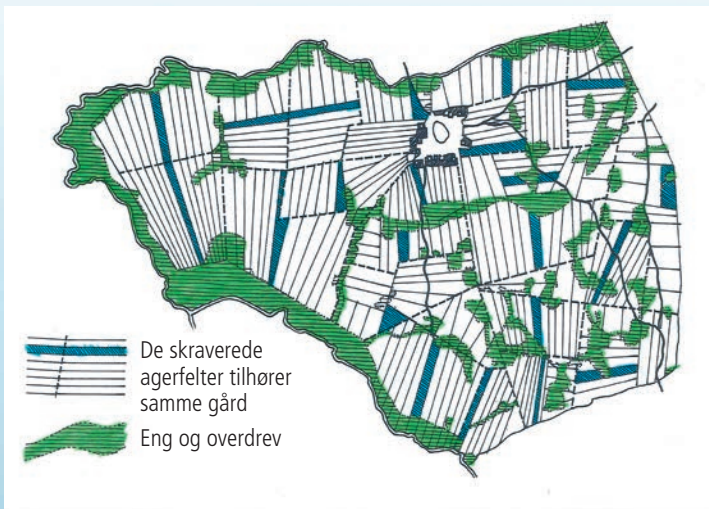 De skraverede
agerfelter tilhører
samme gård
Eng og overdrev